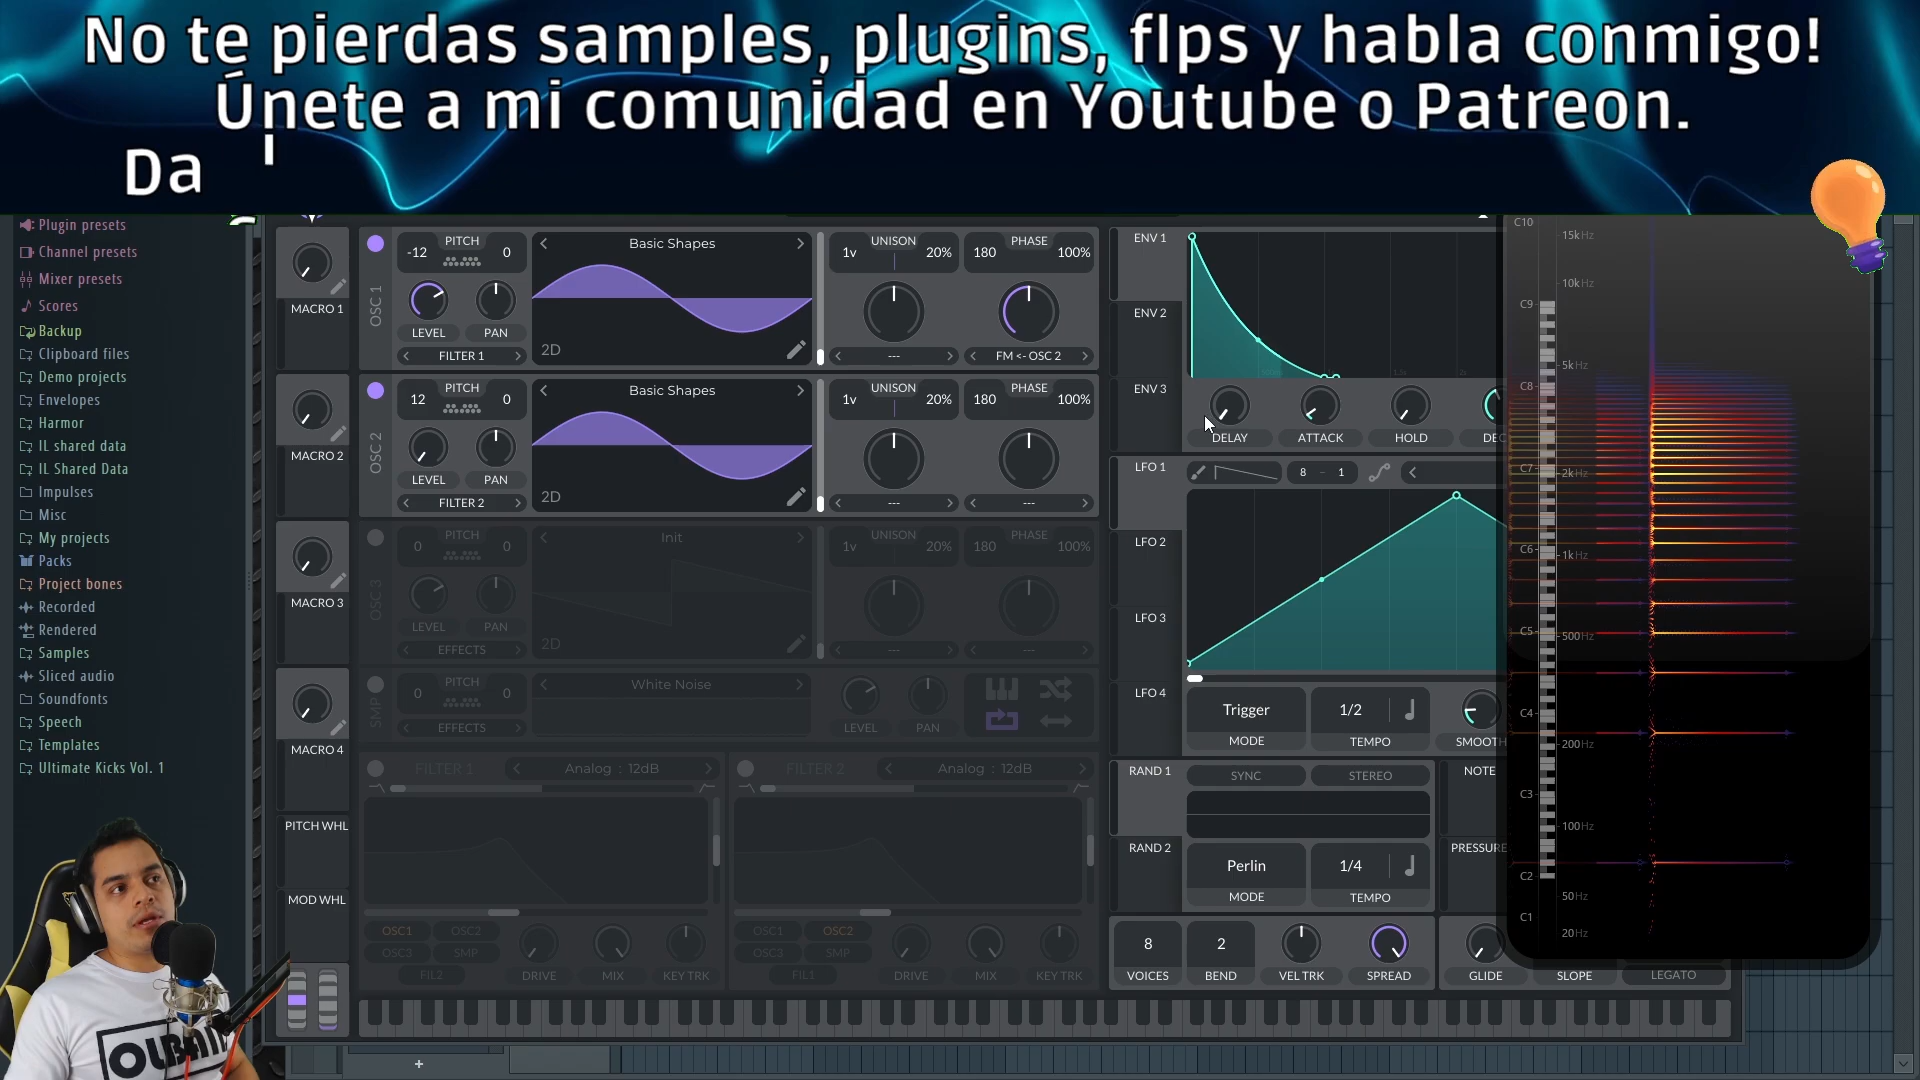 No te pierdas samples, plugins, flps y habla conmigo!
Únete a mi comunidad en Youtube o Patreon.
Da
Plugin presets
Channel presets
Mixer presets
Scores
Backup
Clipboard files
Demo projects
Envelopes
Harmor
IL shared data
IL Shared Data
Impulses
Misc
My projects
Packs
Project bones
Recorded
Rendered
Samples
Sliced audio
Soundfonts
Speech
Templates
Ultimate Kicks Vol. 1
MACRO 1
MACRO 2
MACRO 3
MACRO 4
PITCH WHL
MOD WHL
OSC 1
PITCH
-12 0
LEVEL PAN
FILTER 1
Basic Shapes
2D
UNISON
1v 20%
---
PHASE
180 100%
FM <- OSC 2
OSC 2
PITCH
12 0
LEVEL PAN
FILTER 2
Basic Shapes
2D
UNISON
1v 20%
---
PHASE
180 100%
---
OSC 3
PITCH
0 0
LEVEL PAN
EFFECTS
Init
2D
UNISON
1v 20%
---
PHASE
180 100%
---
SMP
PITCH
0 0
EFFECTS
White Noise
LEVEL PAN
FILTER 1 Analog : 12dB
OSC1 OSC2
OSC3 SMP
FIL2
DRIVE MIX KEY TRK
FILTER 2 Analog : 12dB
OSC1 OSC2
OSC3 SMP
FIL1
DRIVE MIX KEY TRK
ENV 1
ENV 2
ENV 3
DELAY ATTACK HOLD DEC
LFO 1
8 - 1
LFO 2
LFO 3
LFO 4
Trigger
MODE
1/2
TEMPO
SMOOTH
RAND 1
SYNC STEREO
RAND 2
Perlin
MODE
1/4
TEMPO
NOTE
PRESSURE
8
VOICES
2
BEND
VEL TRK
SPREAD
GLIDE
SLOPE
LEGATO
C10
15kHz
10kHz
C9
5kHz
C8
C7
2kHz
C6
1kHz
C5
500Hz
C4
200Hz
C3
100Hz
C2
50Hz
C1
20Hz
+